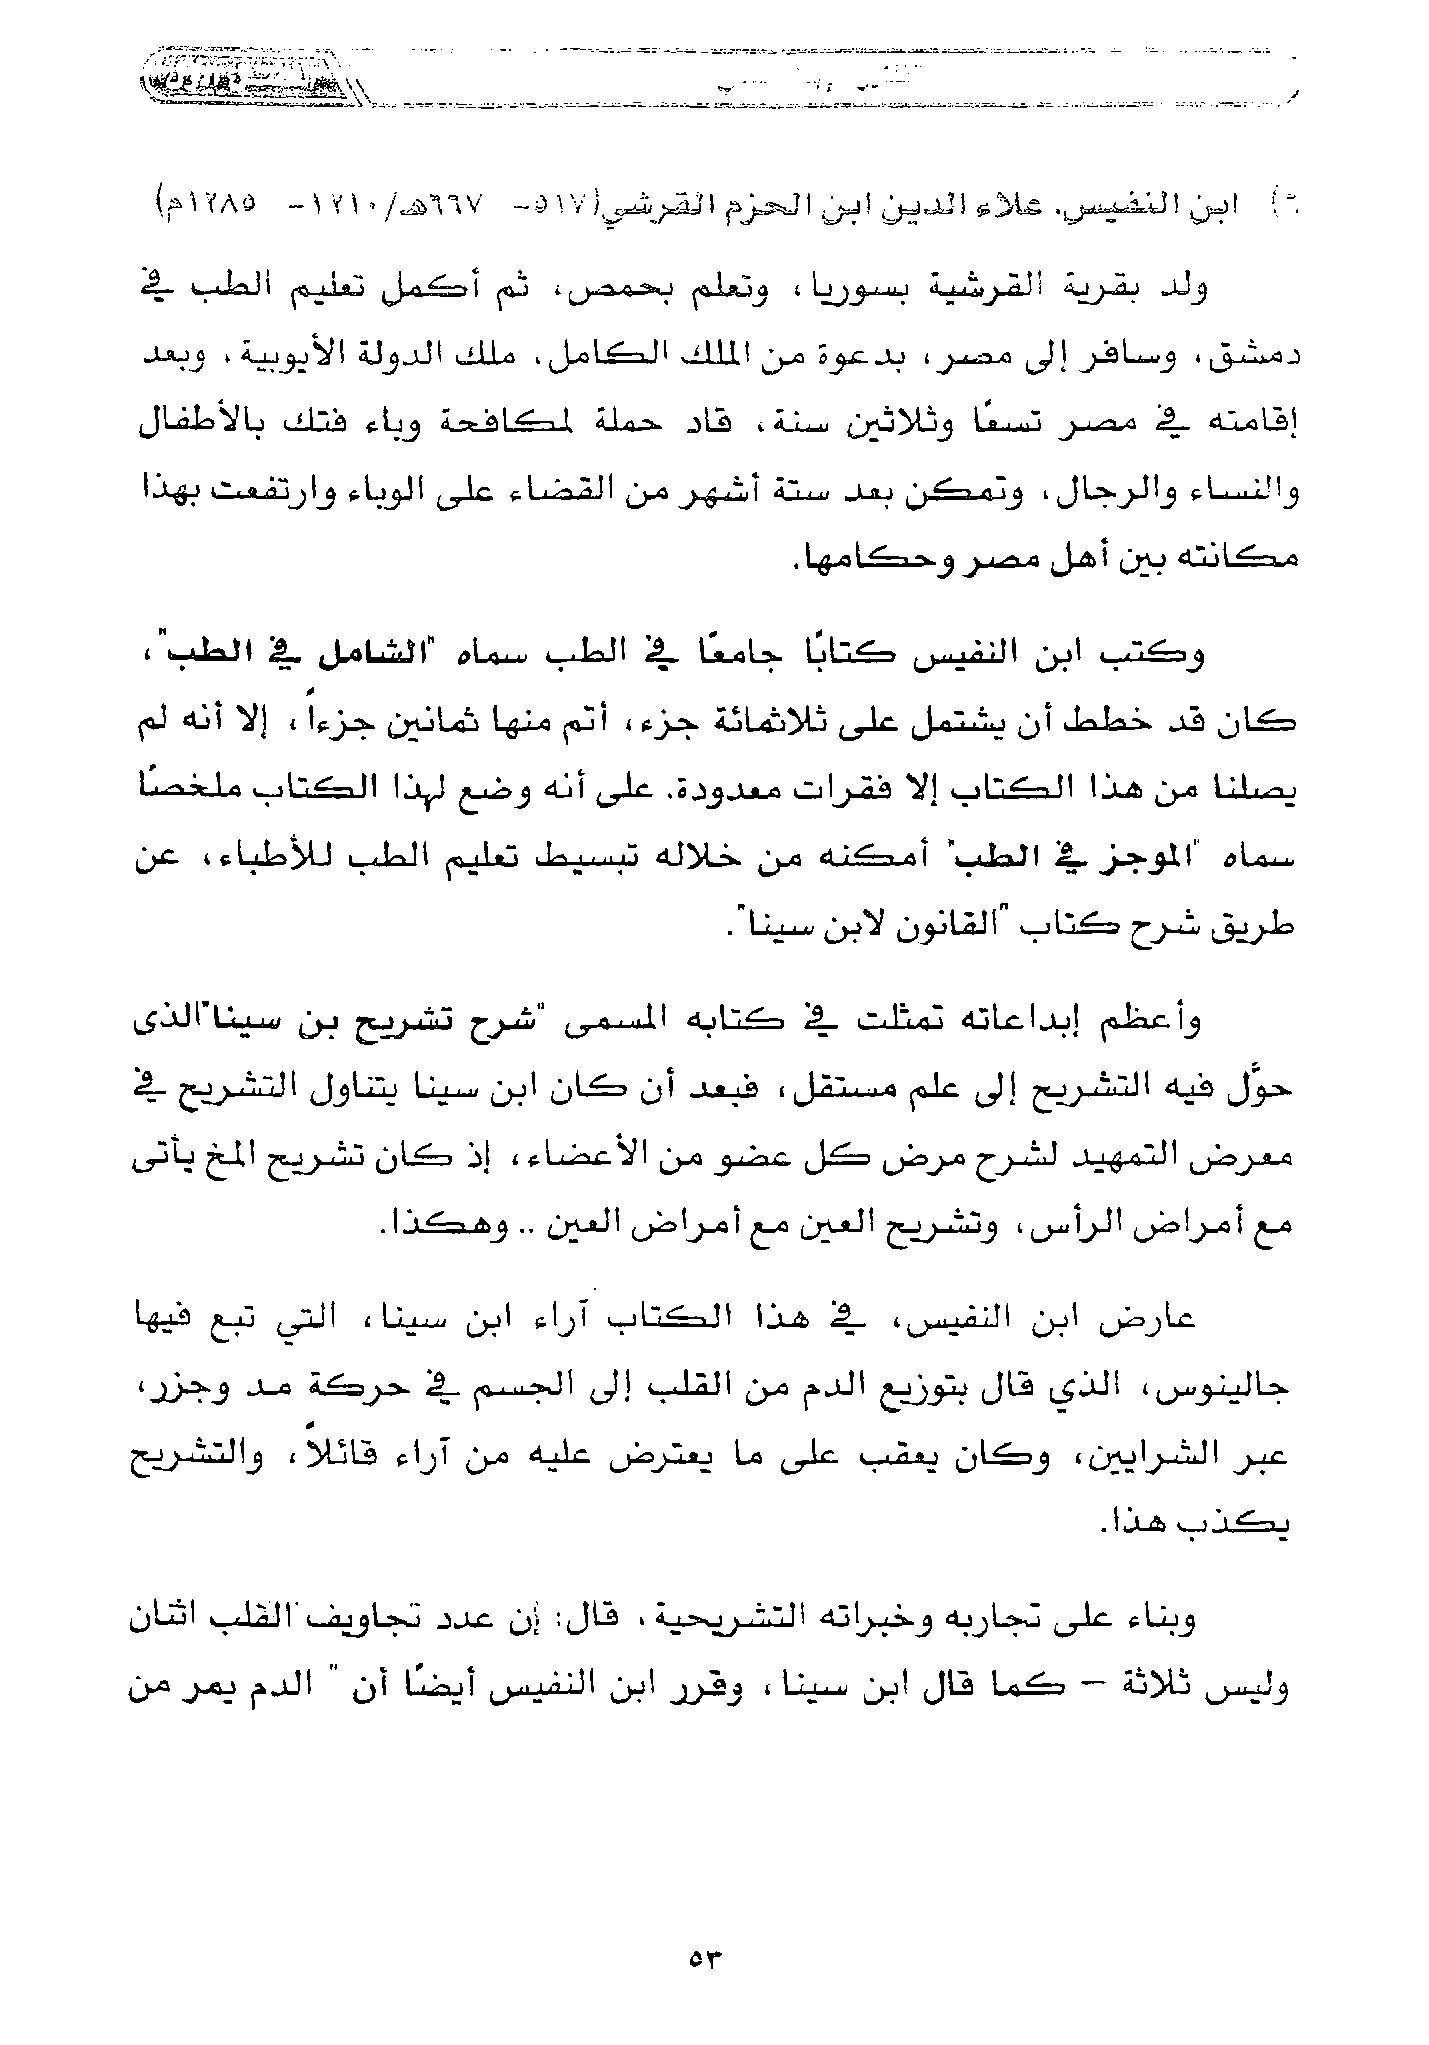 ٦) ابن النفيس. علاء الدين ابن الحزم القرشي(٥١٧- ٦٦٧هـ/١٢١٠- ١٢٨٥م)
ولد بقرية القرشية بسوريا، وتعلم بحمص، ثم أكمل تعليم الطب في
دمشق، وسافر إلى مصر، بدعوة من الملك الكامل، ملك الدولة الأيوبية، وبعد
إقامته في مصر تسعًا وثلاثين سنة، قاد حملة لمكافحة وباء فتك بالأطفال
والنساء والرجال، وتمكن بعد ستة أشهر من القضاء على الوباء وارتفعت بهذا
مكانته بين أهل مصر وحكامها.
وكتب ابن النفيس كتابًا جامعًا في الطب سماه "الشامل في الطب"،
كان قد خطط أن يشتمل على ثلاثمائة جزء، أتم منها ثمانين جزءاً، إلا أنه لم
يصلنا من هذا الكتاب إلا فقرات معدودة. على أنه وضع لهذا الكتاب ملخصًا
سماه "الموجز في الطب" أمكنه من خلاله تبسيط تعليم الطب للأطباء، عن
طريق شرح كتاب "القانون لابن سينا".
وأعظم إبداعاته تمثلت في كتابه المسمى "شرح تشريح بن سينا"الذى
حوَّل فيه التشريح إلى علم مستقل، فبعد أن كان ابن سينا يتناول التشريح في
معرض التمهيد لشرح مرض كل عضو من الأعضاء، إذ كان تشريح المخ يأتى
مع أمراض الرأس، وتشريح العين مع أمراض العين .. وهكذا.
عارض ابن النفيس، في هذا الكتاب آراء ابن سينا، التي تبع فيها
جالينوس، الذي قال بتوزيع الدم من القلب إلى الجسم في حركة مد وجزر،
عبر الشرايين، وكان يعقب على ما يعترض عليه من آراء قائلاً، والتشريح
يكذب هذا.
وبناء على تجاربه وخبراته التشريحية، قال: إن عدد تجاويف القلب اثنان
وليس ثلاثة – كما قال ابن سينا، وقرر ابن النفيس أيضًا أن " الدم يمر من
٥٣